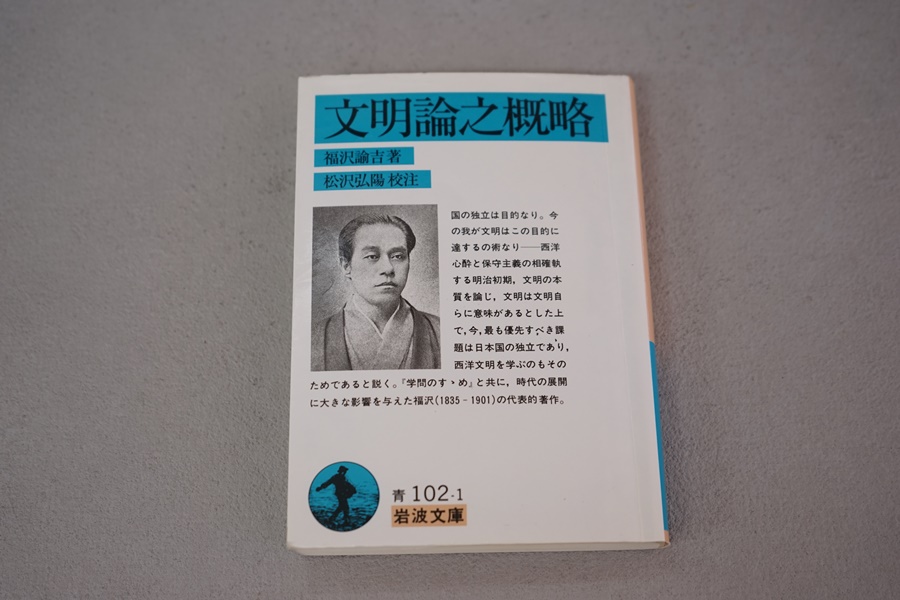 文明論之概略
福沢諭吉著
松沢弘陽 校注
国の独立は目的なり。今
の我が文明はこの目的に
達するの術なり──西洋
心酔と保守主義の相確執
する明治初期，文明の本
質を論じ，文明は文明自
らに意味があるとした上
で，今，最も優先すべき課
題は日本国の独立であり，
西洋文明を学ぶのもその
ためであると説く。『学問のすゝめ』と共に，時代の展開
に大きな影響を与えた福沢(1835-1901)の代表的著作。
青 102-1
岩波文庫